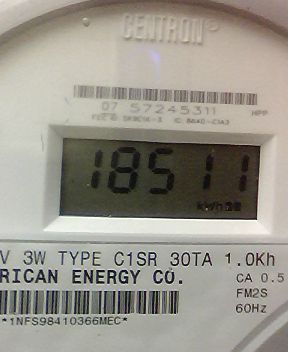 CENTRON®
07 57245311 HPP
18511
kWh
V 3W TYPE C1SR 30TA 1.0Kh
RICAN ENERGY CO. CA 0.5
FM2S
60Hz
*1NFS98410366MEC*